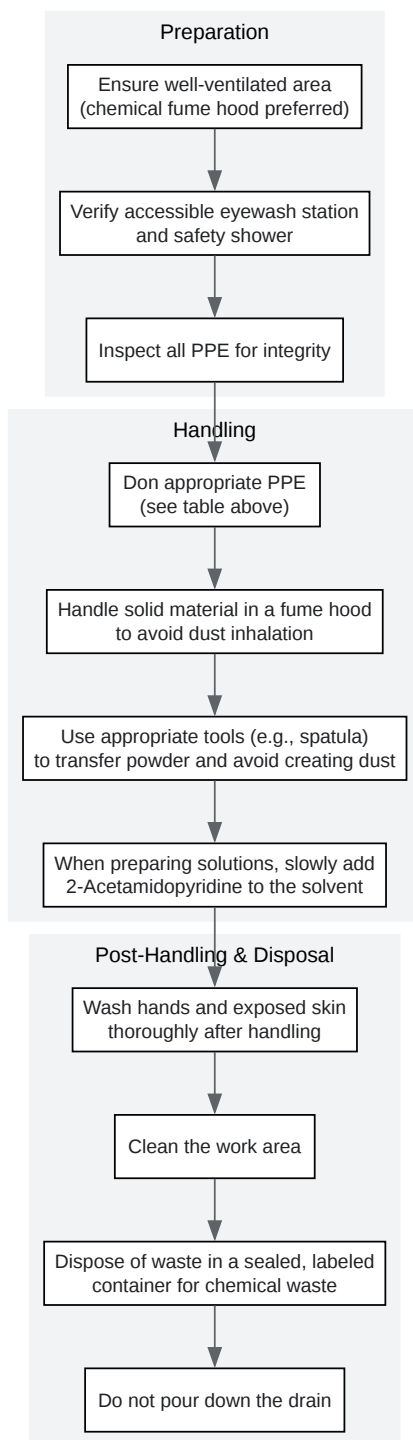 Preparation
Ensure well-ventilated area
(chemical fume hood preferred)
Verify accessible eyewash station
and safety shower
Inspect all PPE for integrity
Handling
Don appropriate PPE
(see table above)
Handle solid material in a fume hood
to avoid dust inhalation
Use appropriate tools (e.g., spatula)
to transfer powder and avoid creating dust
When preparing solutions, slowly add
2-Acetamidopyridine to the solvent
Post-Handling & Disposal
Wash hands and exposed skin
thoroughly after handling
Clean the work area
Dispose of waste in a sealed, labeled
container for chemical waste
Do not pour down the drain